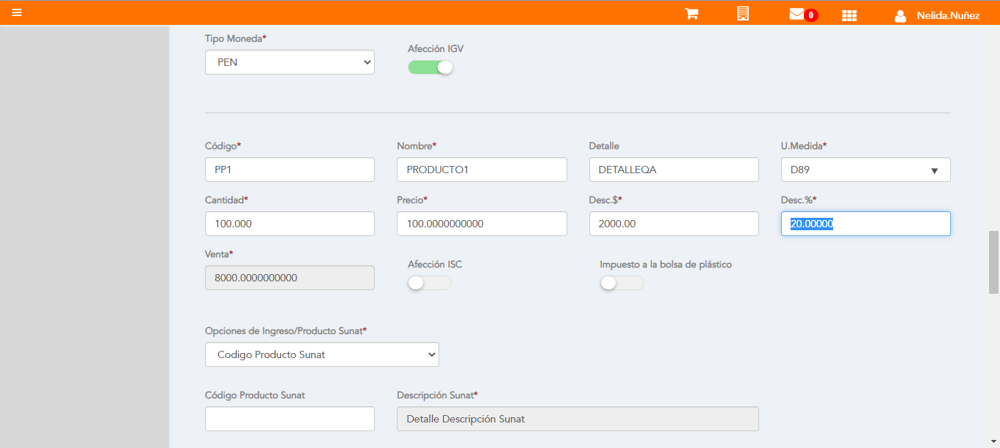 0 Nelida.Nuñez
Tipo Moneda*
Afección IGV
PEN
Código* Nombre* Detalle U.Medida*
PP1 PRODUCTO1 DETALLEQA D89
Cantidad* Precio* Desc.$* Desc.%*
100.000 100.0000000000 2000.00 20.00000
Venta*
Afección ISC Impuesto a la bolsa de plástico
8000.0000000000
Opciones de Ingreso/Producto Sunat*
Codigo Producto Sunat
Código Producto Sunat Descripción Sunat*
Detalle Descripción Sunat